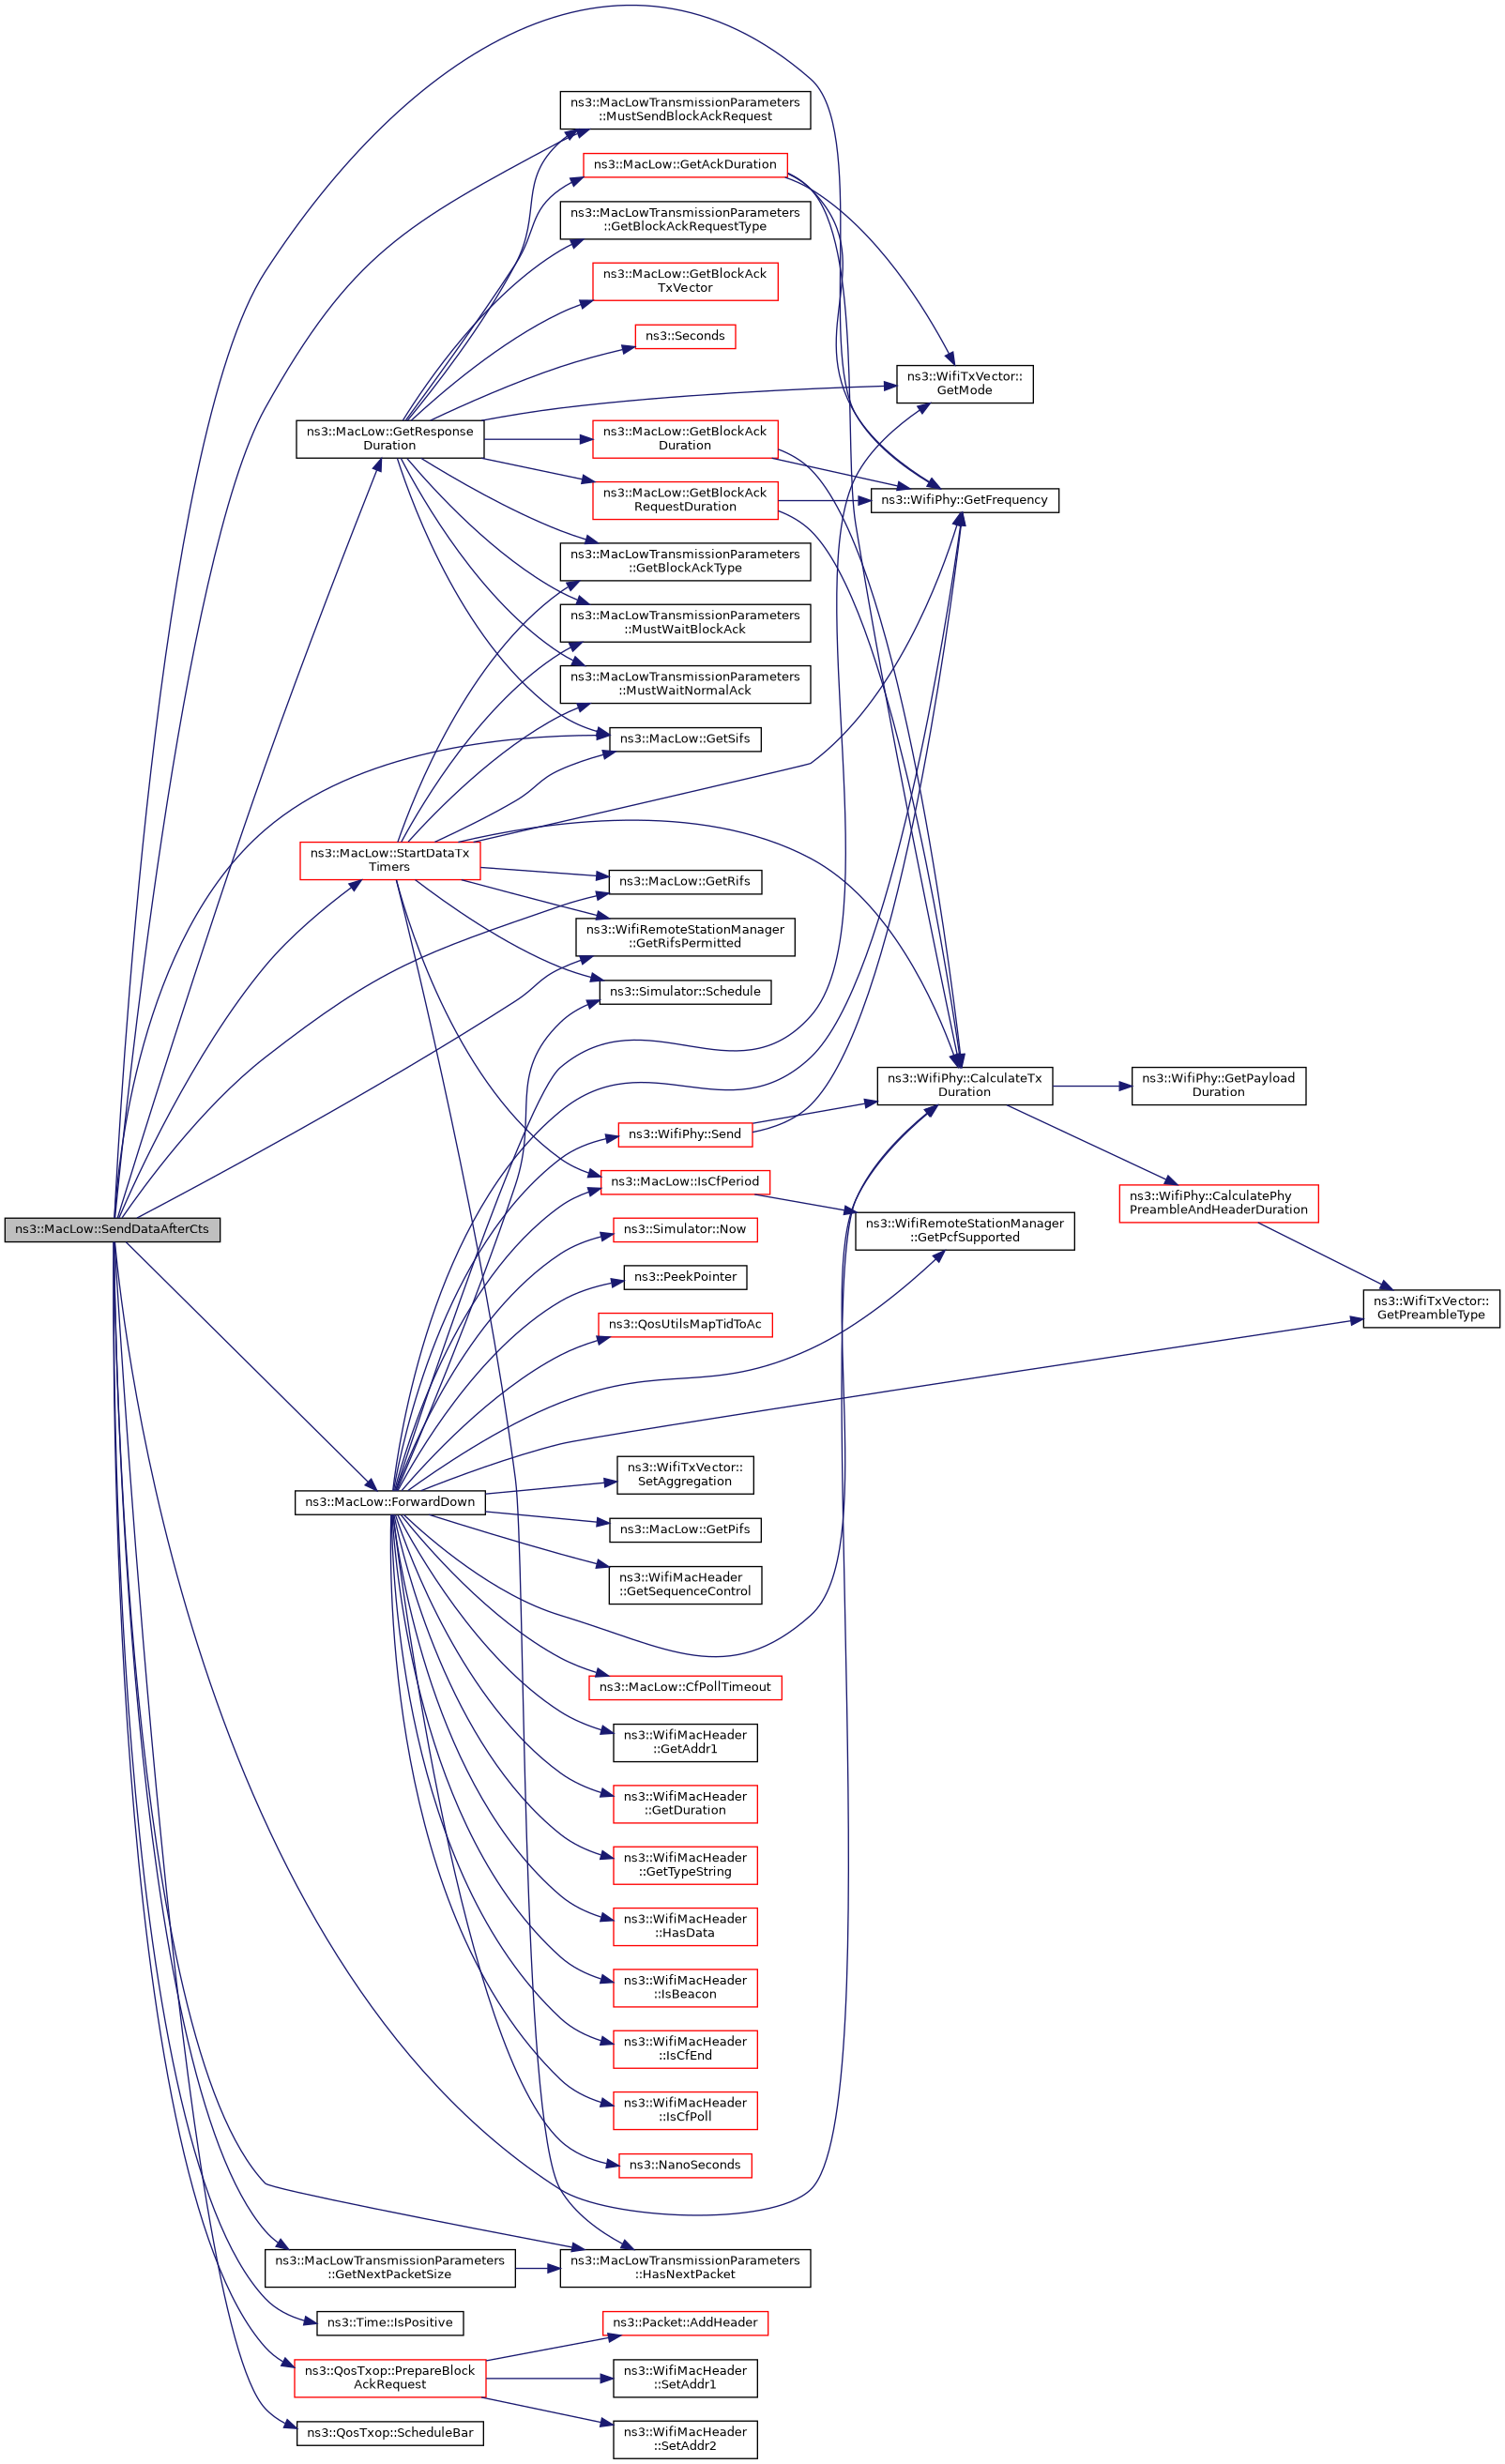 ns3::MacLowTransmissionParameters
::MustSendBlockAckRequest
ns3::MacLow::GetAckDuration
ns3::MacLowTransmissionParameters
::GetBlockAckRequestType
ns3::MacLow::GetBlockAck
TxVector
ns3::Seconds
ns3::WifiTxVector::
GetMode
ns3::MacLow::GetResponse
Duration
ns3::MacLow::GetBlockAck
Duration
ns3::MacLow::GetBlockAck
RequestDuration
ns3::WifiPhy::GetFrequency
ns3::MacLowTransmissionParameters
::GetBlockAckType
ns3::MacLowTransmissionParameters
::MustWaitBlockAck
ns3::MacLowTransmissionParameters
::MustWaitNormalAck
ns3::MacLow::GetSifs
ns3::MacLow::StartDataTx
Timers
ns3::MacLow::GetRifs
ns3::WifiRemoteStationManager
::GetRifsPermitted
ns3::Simulator::Schedule
ns3::WifiPhy::CalculateTx
Duration
ns3::WifiPhy::GetPayload
Duration
ns3::WifiPhy::Send
ns3::MacLow::IsCfPeriod
ns3::WifiPhy::CalculatePhy
PreambleAndHeaderDuration
ns3::MacLow::SendDataAfterCts
ns3::Simulator::Now
ns3::WifiRemoteStationManager
::GetPcfSupported
ns3::PeekPointer
ns3::QosUtilsMapTidToAc
ns3::WifiTxVector::
GetPreambleType
ns3::WifiTxVector::
SetAggregation
ns3::MacLow::ForwardDown
ns3::MacLow::GetPifs
ns3::WifiMacHeader
::GetSequenceControl
ns3::MacLow::CfPollTimeout
ns3::WifiMacHeader
::GetAddr1
ns3::WifiMacHeader
::GetDuration
ns3::WifiMacHeader
::GetTypeString
ns3::WifiMacHeader
::HasData
ns3::WifiMacHeader
::IsBeacon
ns3::WifiMacHeader
::IsCfEnd
ns3::WifiMacHeader
::IsCfPoll
ns3::NanoSeconds
ns3::MacLowTransmissionParameters
::GetNextPacketSize
ns3::MacLowTransmissionParameters
::HasNextPacket
ns3::Time::IsPositive
ns3::Packet::AddHeader
ns3::QosTxop::PrepareBlock
AckRequest
ns3::WifiMacHeader
::SetAddr1
ns3::QosTxop::ScheduleBar
ns3::WifiMacHeader
::SetAddr2